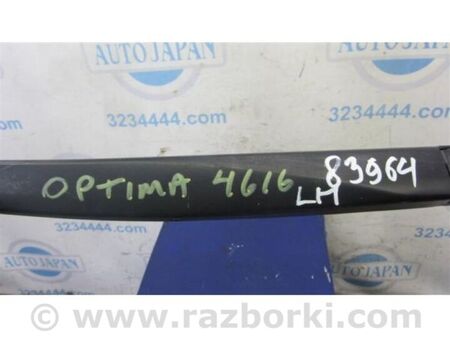 AUTO JAPAN AUTO JAPAN
3234444.com 3234444.com
OPTIMA 4616 LH 83964
3234444.com
AUTO JAPAN AUTO JAPAN
www.razborki.com